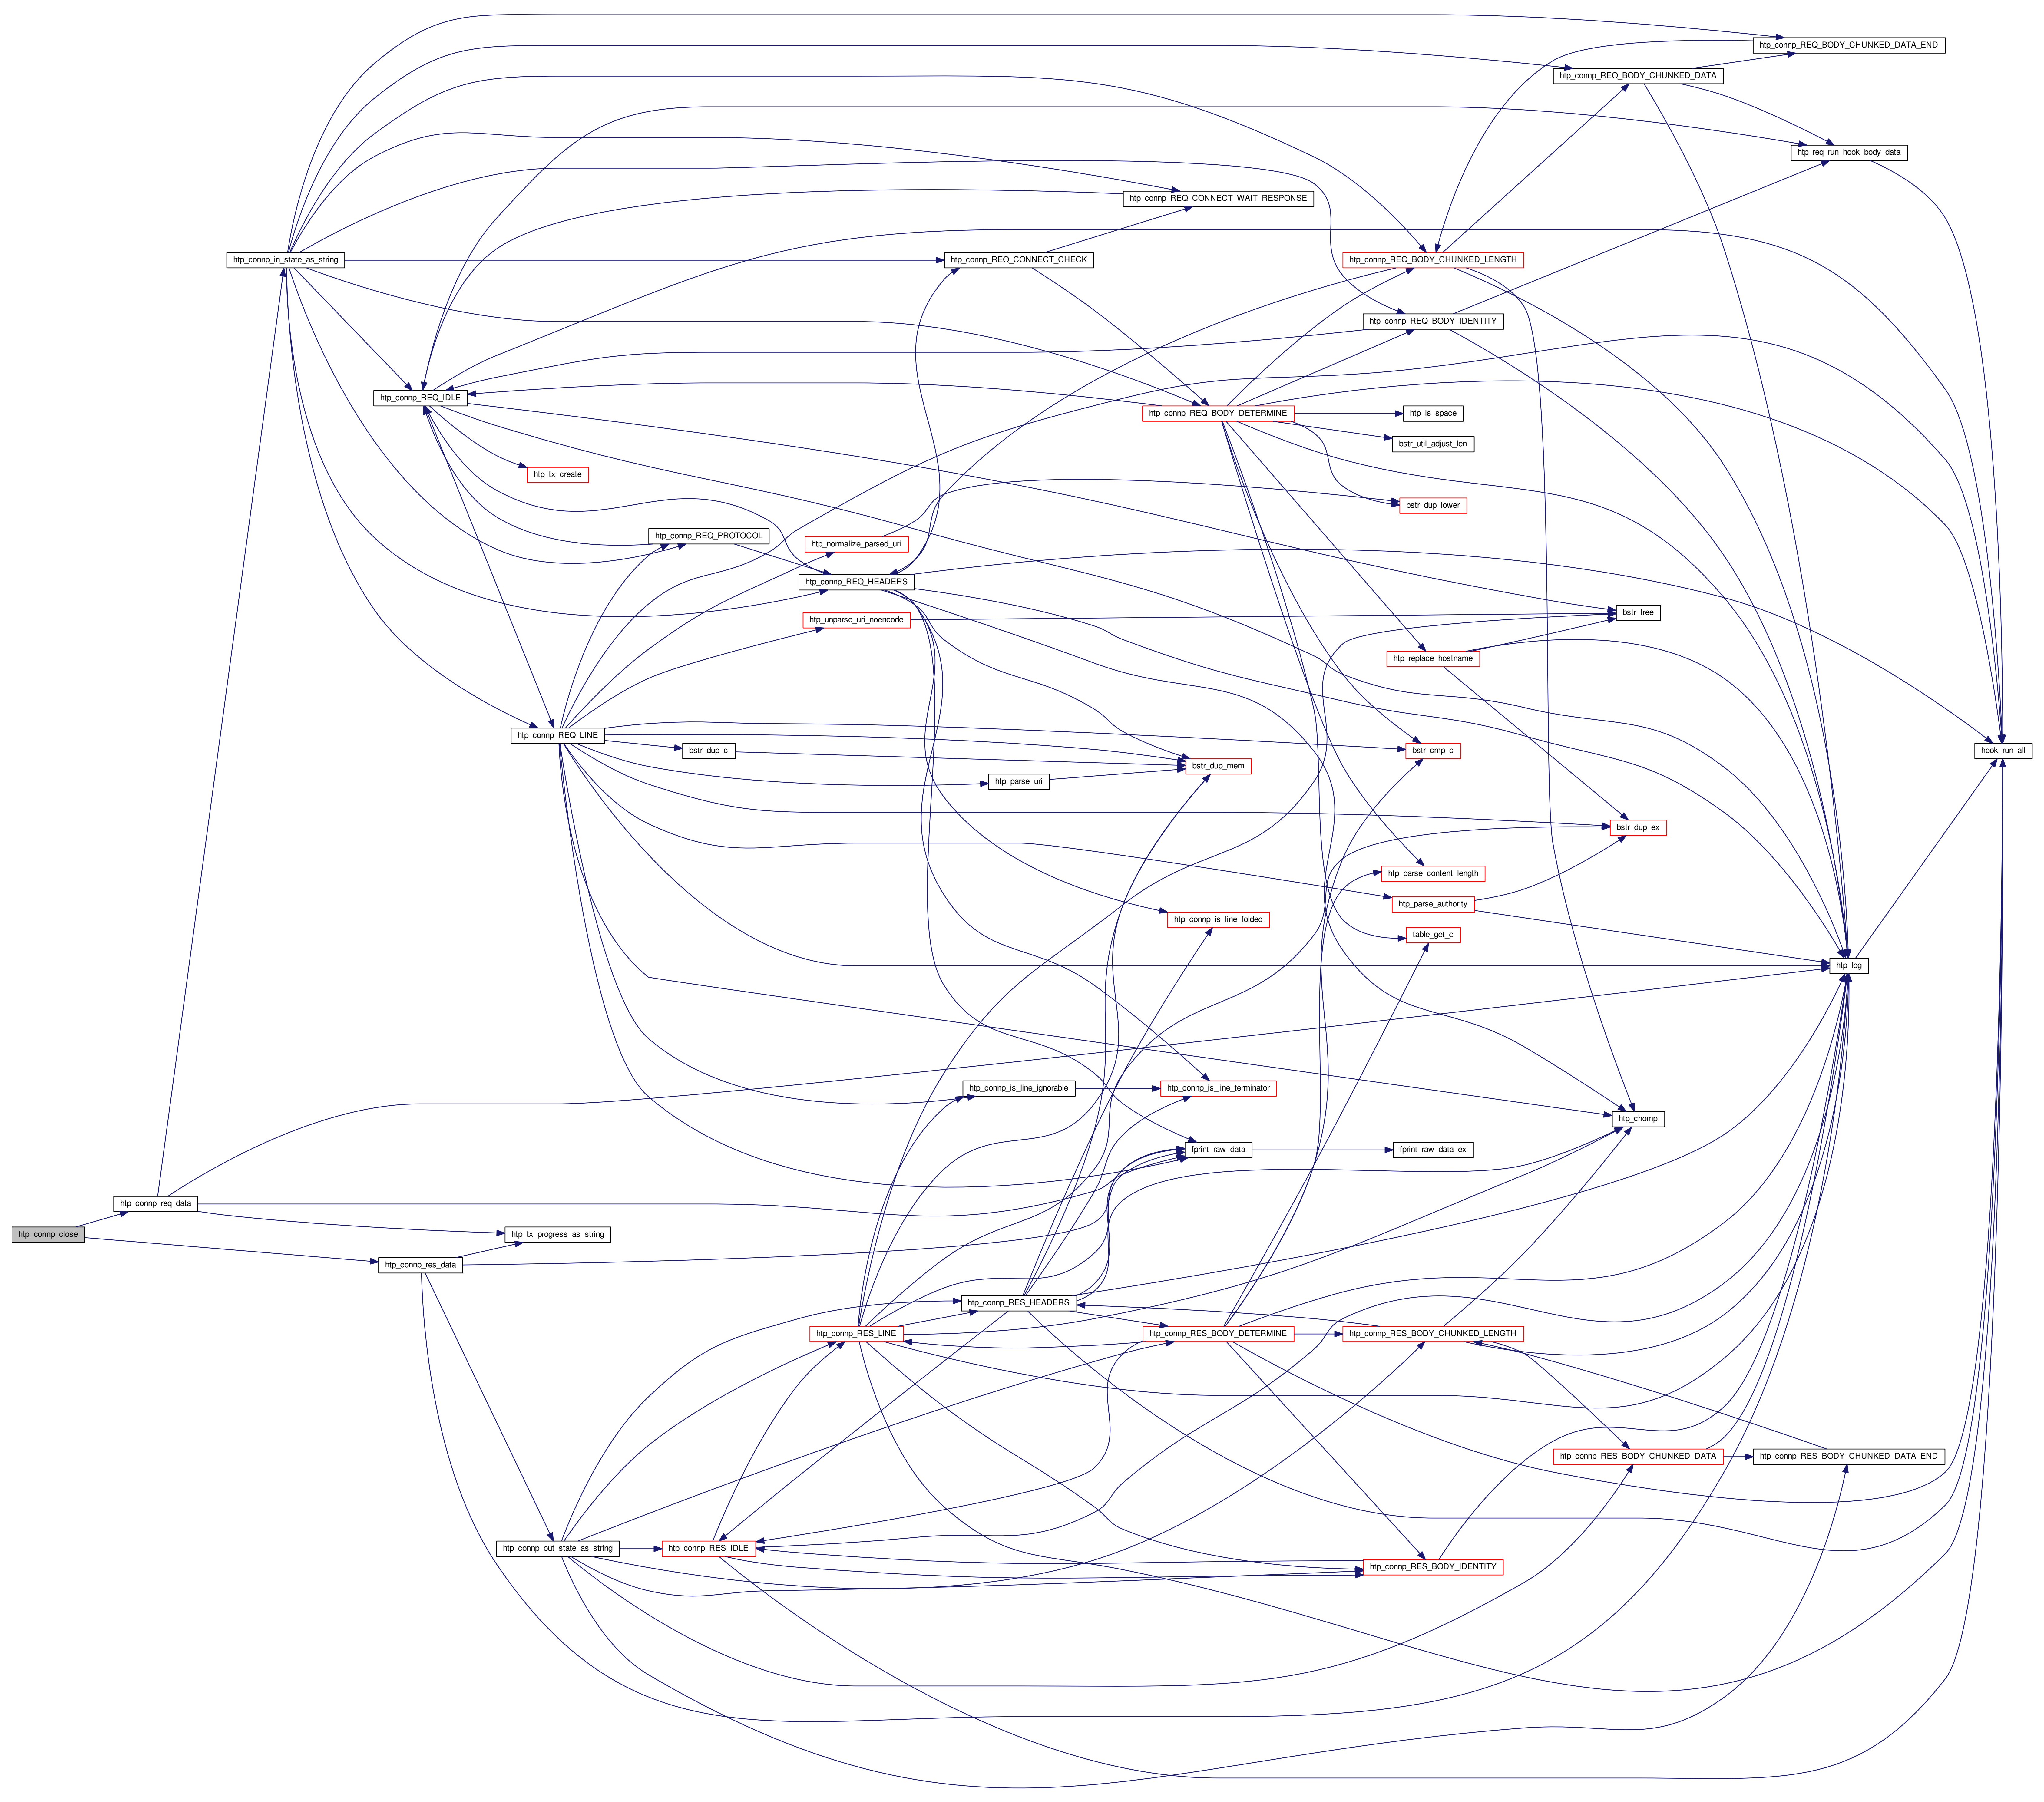 htp_connp_REQ_BODY_CHUNKED_DATA_END
htp_connp_REQ_BODY_CHUNKED_DATA
htp_req_run_hook_body_data
htp_connp_REQ_CONNECT_WAIT_RESPONSE
htp_connp_in_state_as_string
htp_connp_REQ_CONNECT_CHECK
htp_connp_REQ_BODY_CHUNKED_LENGTH
htp_connp_REQ_BODY_IDENTITY
htp_connp_REQ_IDLE
htp_connp_REQ_BODY_DETERMINE
htp_is_space
bstr_util_adjust_len
htp_tx_create
bstr_dup_lower
htp_connp_REQ_PROTOCOL
htp_normalize_parsed_uri
htp_connp_REQ_HEADERS
htp_unparse_uri_noencode
bstr_free
htp_replace_hostname
htp_connp_REQ_LINE
bstr_dup_c
bstr_cmp_c
hook_run_all
bstr_dup_mem
htp_parse_uri
bstr_dup_ex
htp_parse_content_length
htp_parse_authority
htp_connp_is_line_folded
table_get_c
htp_log
htp_connp_is_line_ignorable
htp_connp_is_line_terminator
htp_chomp
fprint_raw_data
fprint_raw_data_ex
htp_connp_req_data
htp_connp_close
htp_tx_progress_as_string
htp_connp_res_data
htp_connp_RES_HEADERS
htp_connp_RES_LINE
htp_connp_RES_BODY_DETERMINE
htp_connp_RES_BODY_CHUNKED_LENGTH
htp_connp_RES_BODY_CHUNKED_DATA
htp_connp_RES_BODY_CHUNKED_DATA_END
htp_connp_out_state_as_string
htp_connp_RES_IDLE
htp_connp_RES_BODY_IDENTITY